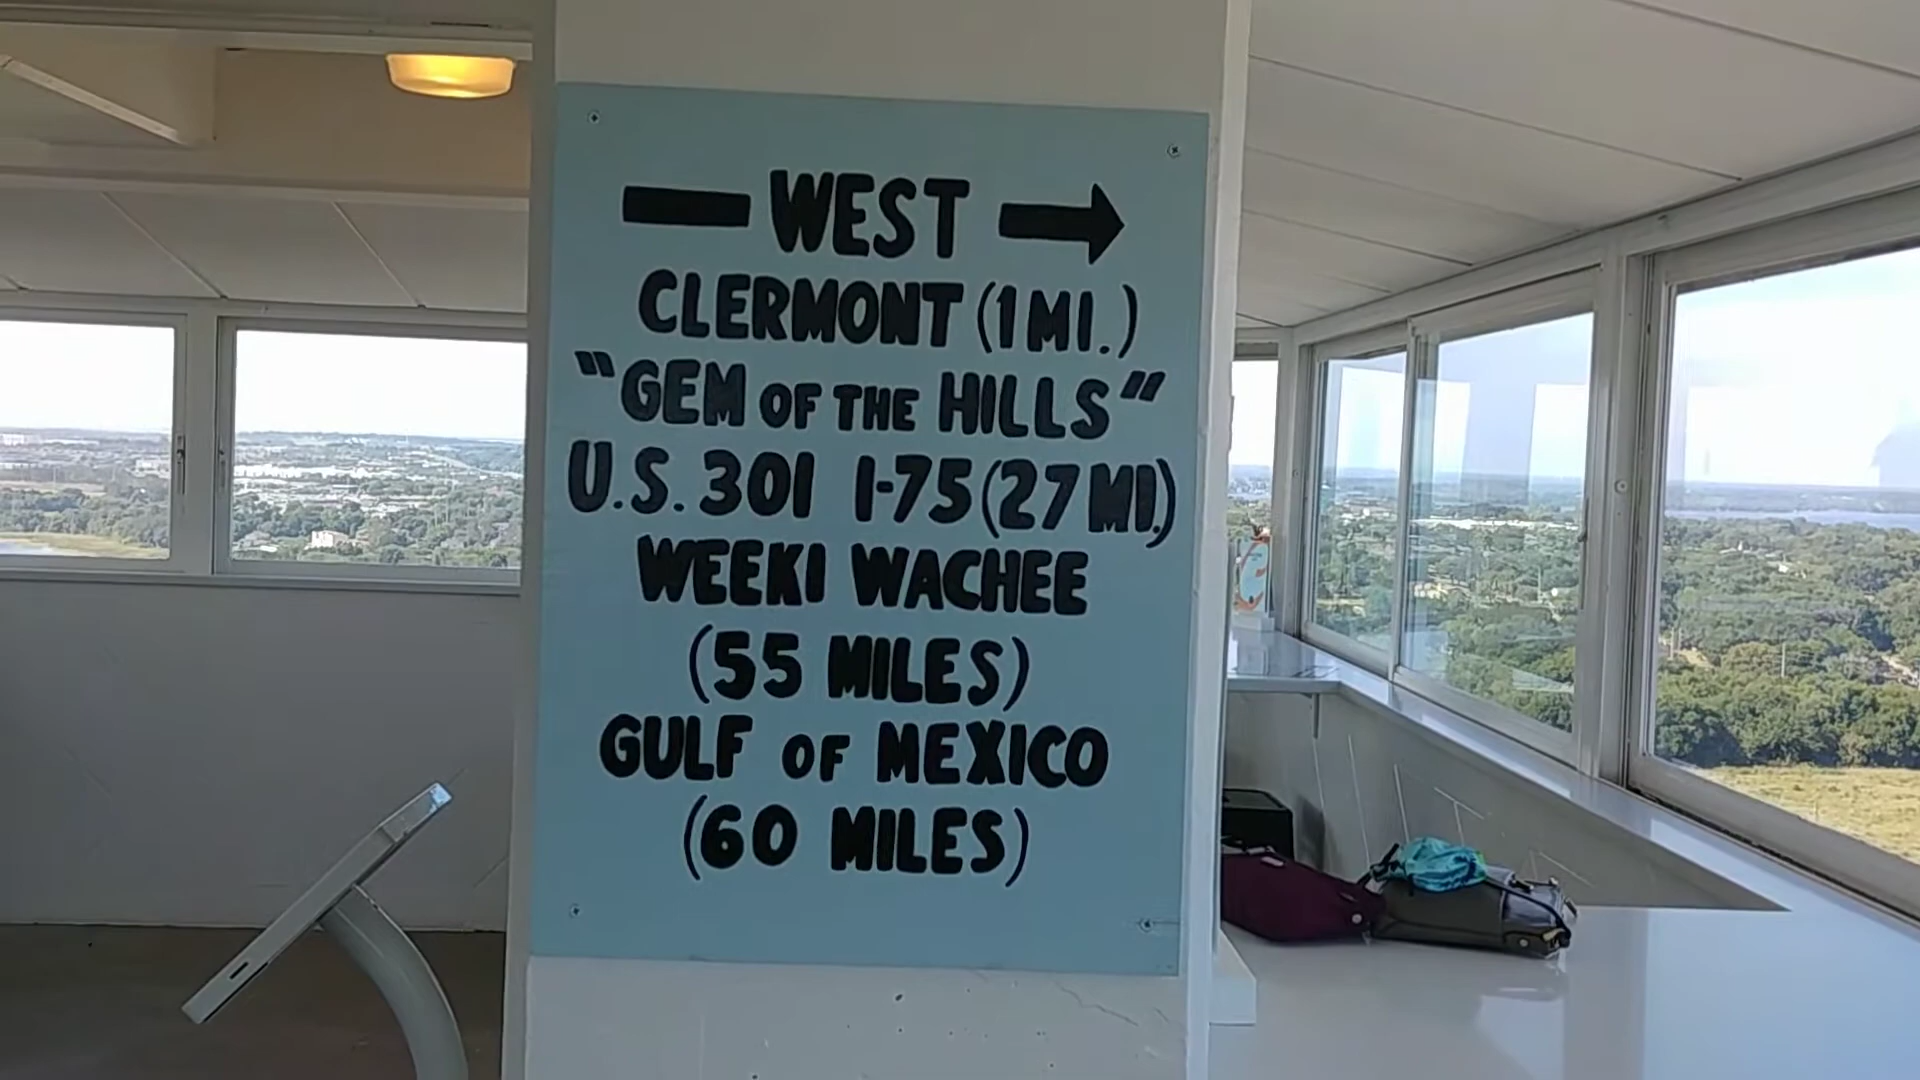 WEST
CLERMONT (1 MI.)
"GEM OF THE HILLS"
U.S. 301 I-75 (27 MI.)
WEEKI WACHEE
(55 MILES)
GULF OF MEXICO
(60 MILES)